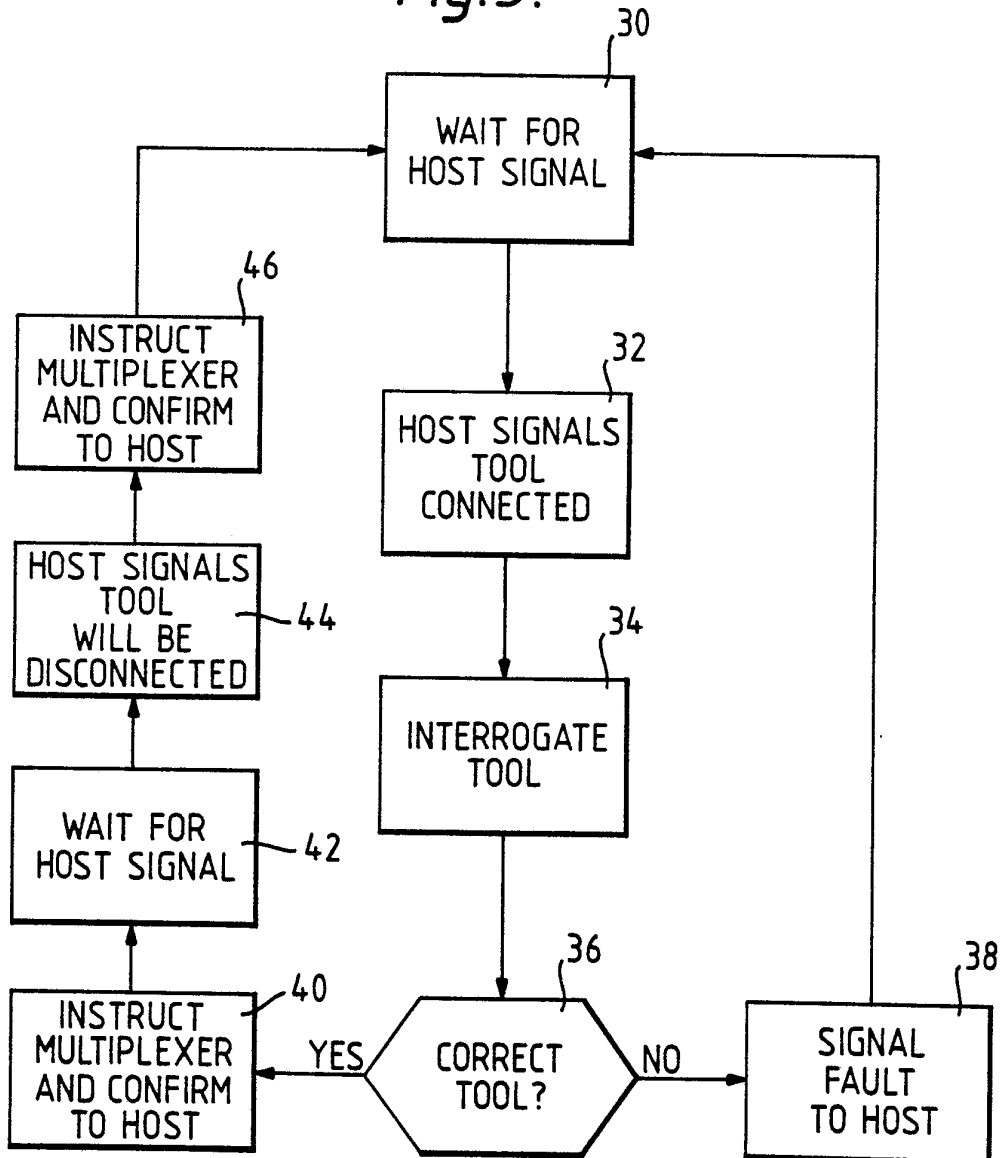 30
WAIT FOR
HOST SIGNAL
46
INSTRUCT
MULTIPLEXER
AND CONFIRM
TO HOST
32
HOST SIGNALS
TOOL
CONNECTED
HOST SIGNALS
TOOL
WILL BE
DISCONNECTED
44
34
INTERROGATE
TOOL
WAIT FOR
HOST SIGNAL
42
40
INSTRUCT
MULTIPLEXER
AND CONFIRM
TO HOST
YES
36
CORRECT
TOOL?
NO
38
SIGNAL
FAULT
TO HOST